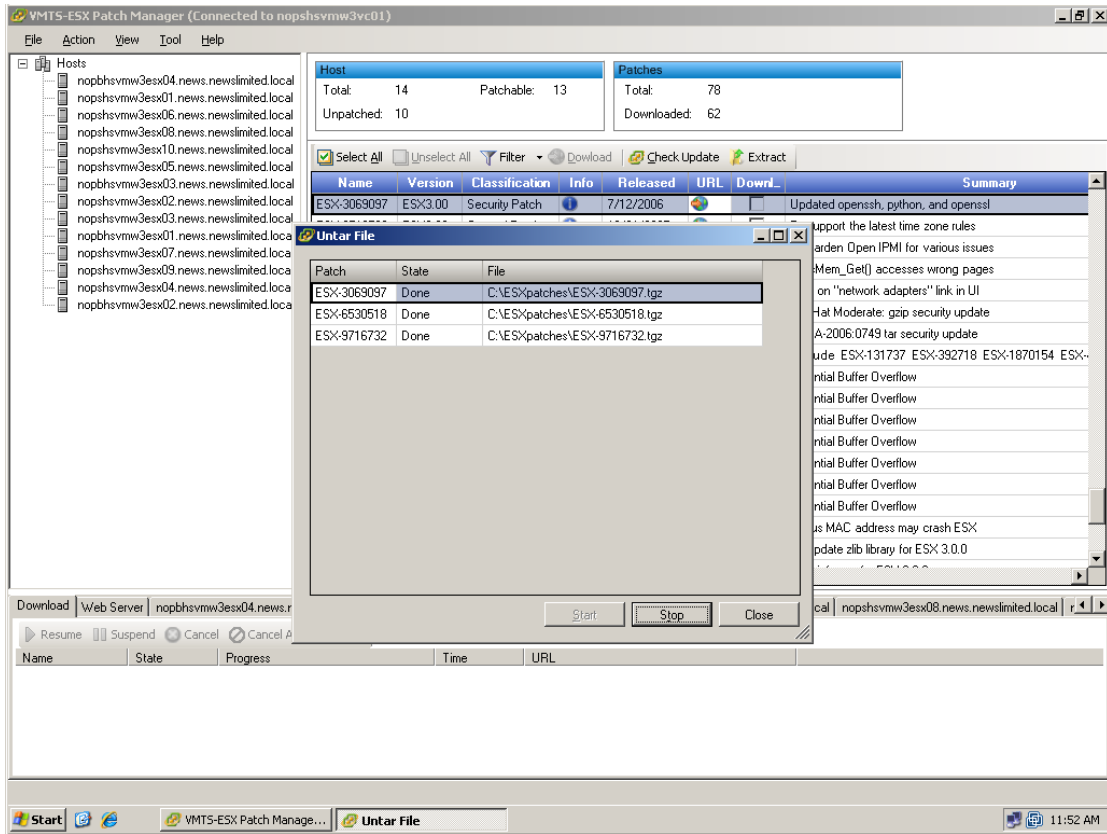 VMTS-ESX Patch Manager (Connected to nopshsvmw3vc01)
File Action View Tool Help
Hosts
nopbhsvmw3esx04.news.newslimited.local
nopshsvmw3esx01.news.newslimited.local
nopshsvmw3esx06.news.newslimited.local
nopshsvmw3esx08.news.newslimited.local
nopshsvmw3esx10.news.newslimited.local
nopshsvmw3esx05.news.newslimited.local
nopbhsvmw3esx03.news.newslimited.local
nopshsvmw3esx02.news.newslimited.local
nopshsvmw3esx03.news.newslimited.local
nopbhsvmw3esx01.news.newslimited.loca
nopshsvmw3esx07.news.newslimited.loca
nopshsvmw3esx09.news.newslimited.loca
nopshsvmw3esx04.news.newslimited.loca
nopbhsvmw3esx02.news.newslimited.loca
Host
Total: 14 Patchable: 13
Unpatched: 10
Patches
Total: 78
Downloaded: 62
Select All Unselect All Filter Dowload Check Update Extract
Name Version Classification Info Released URL Downl... Summary
ESX-3069097 ESX3.00 Security Patch 7/12/2006 Updated openssh, python, and openssl
upport the latest time zone rules
arden Open IPMI for various issues
Mem_Get() accesses wrong pages
on "network adapters" link in UI
Hat Moderate: gzip security update
A-2006:0749 tar security update
ude ESX-131737 ESX-392718 ESX-1870154 ESX-
ntial Buffer Overflow
ntial Buffer Overflow
ntial Buffer Overflow
ntial Buffer Overflow
ntial Buffer Overflow
ntial Buffer Overflow
ntial Buffer Overflow
us MAC address may crash ESX
pdate zlib library for ESX 3.0.0
Untar File
Patch State File
ESX-3069097 Done C:\ESXpatches\ESX-3069097.tgz
ESX-6530518 Done C:\ESXpatches\ESX-6530518.tgz
ESX-9716732 Done C:\ESXpatches\ESX-9716732.tgz
Start Stop Close
Download Web Server nopbhsvmw3esx04.news.r cal nopshsvmw3esx08.news.newslimited.local r
Resume Suspend Cancel Cancel A
Name State Progress Time URL
Start VMTS-ESX Patch Manage... Untar File 11:52 AM